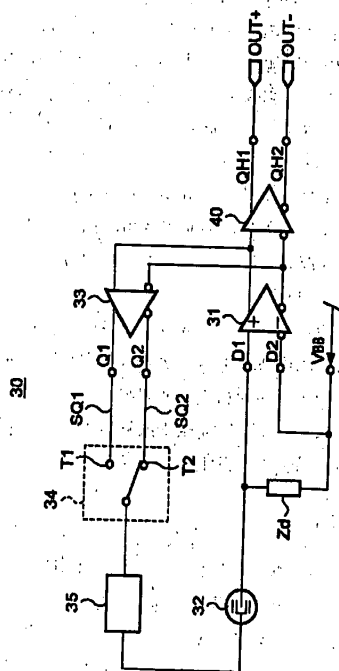 30
34
T1
T2
SQ1
SQ2
Q1
Q2
33
35
32
Zd
VBB
D1
D2
31
+
−
40
QH1
QH2
OUT+
OUT-